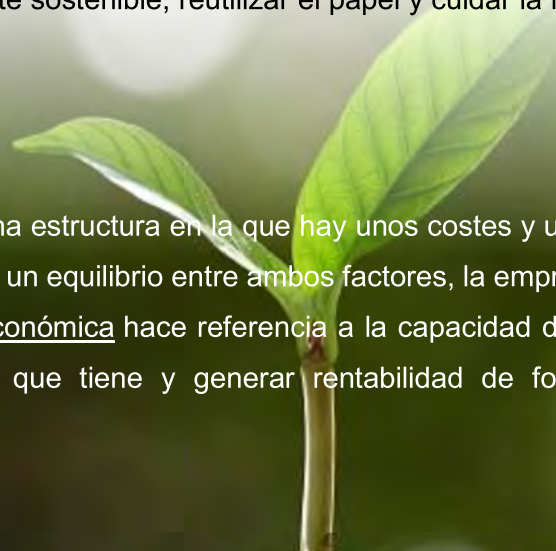 te sostenible, reutilizar el papel y cuidar la
na estructura en la que hay unos costes y u
un equilibrio entre ambos factores, la empr
conómica hace referencia a la capacidad d
que tiene y generar rentabilidad de fo